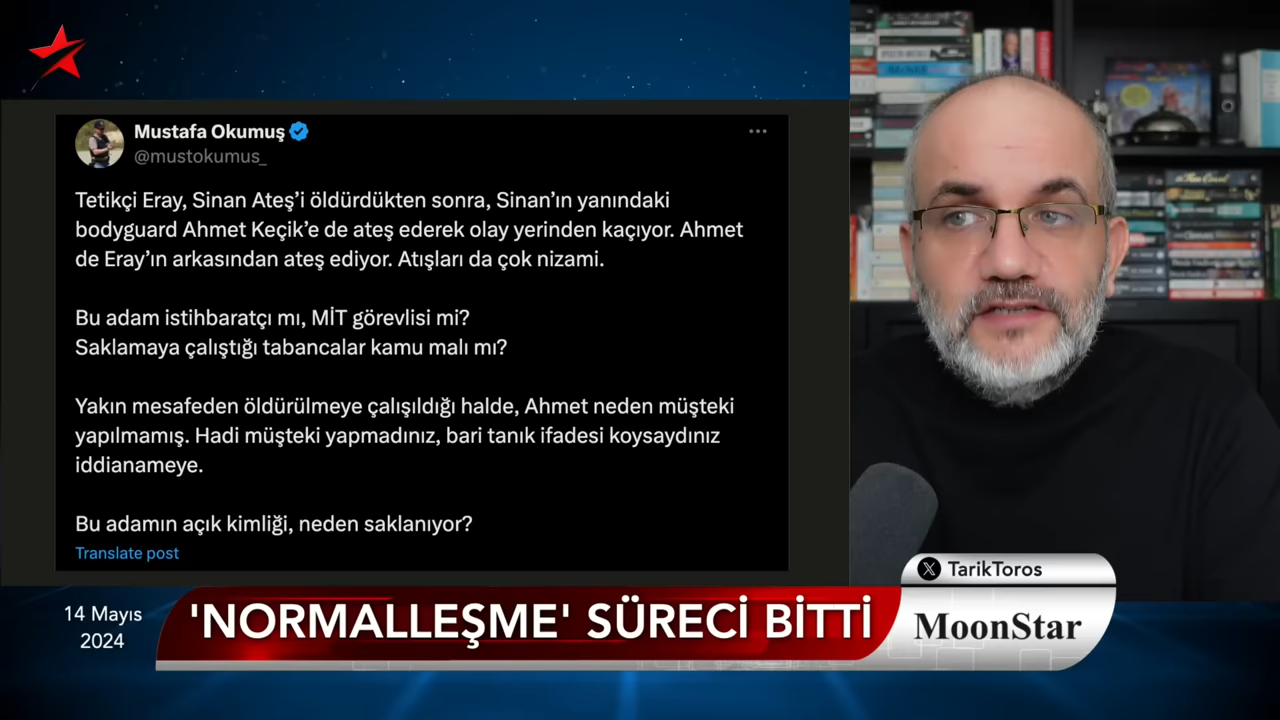 Mustafa Okumuş
@mustokumus_
Tetikçi Eray, Sinan Ateş’i öldürdükten sonra, Sinan’ın yanındaki
bodyguard Ahmet Keçik’e de ateş ederek olay yerinden kaçıyor. Ahmet
de Eray’ın arkasından ateş ediyor. Atışları da çok nizami.
Bu adam istihbaratçı mı, MİT görevlisi mi?
Saklamaya çalıştığı tabancalar kamu malı mı?
Yakın mesafeden öldürülmeye çalışıldığı halde, Ahmet neden müşteki
yapılmamış. Hadi müşteki yapmadınız, bari tanık ifadesi koysaydınız
iddianameye.
Bu adamın açık kimliği, neden saklanıyor?
Translate post
TarikToros
14 Mayıs
2024
'NORMALLEŞME' SÜRECİ BİTTİ
MoonStar